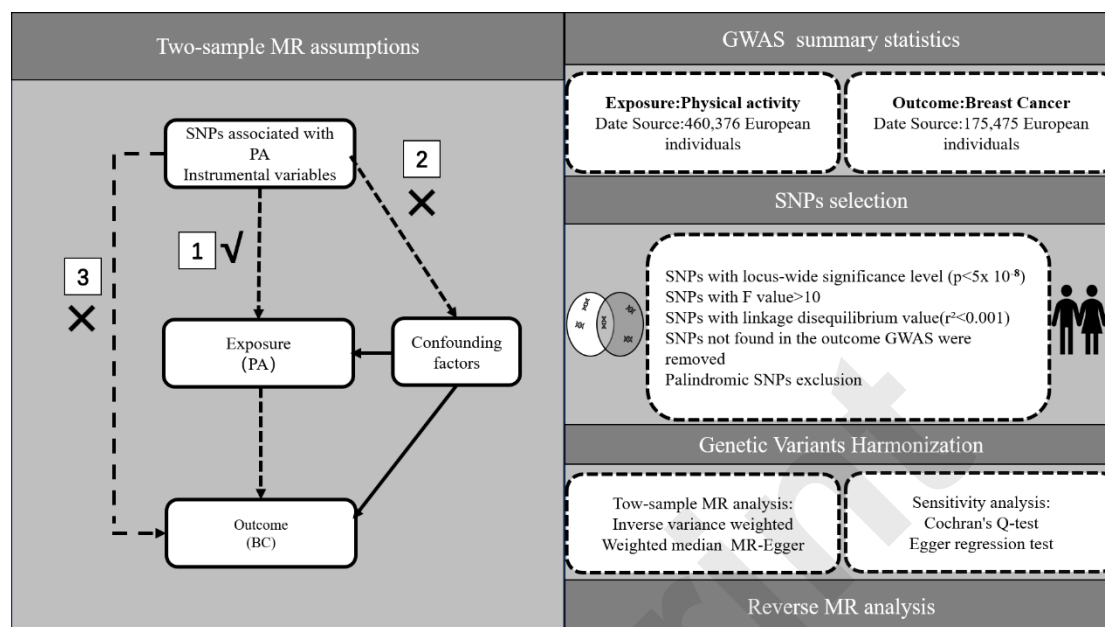 Two-sample MR assumptions
SNPs associated with
PA
Instrumental variables
2
×
1 √
3
×
Exposure
(PA)
Confounding
factors
Outcome
(BC)
GWAS summary statistics
Exposure:Physical activity
Date Source:460,376 European
individuals
Outcome:Breast Cancer
Date Source:175,475 European
individuals
SNPs selection
SNPs with locus-wide significance level (p<5x 10⁻⁸)
SNPs with F value>10
SNPs with linkage disequilibrium value(r²<0.001)
SNPs not found in the outcome GWAS were
removed
Palindromic SNPs exclusion
Genetic Variants Harmonization
Tow-sample MR analysis:
Inverse variance weighted
Weighted median MR-Egger
Sensitivity analysis:
Cochran's Q-test
Egger regression test
Reverse MR analysis